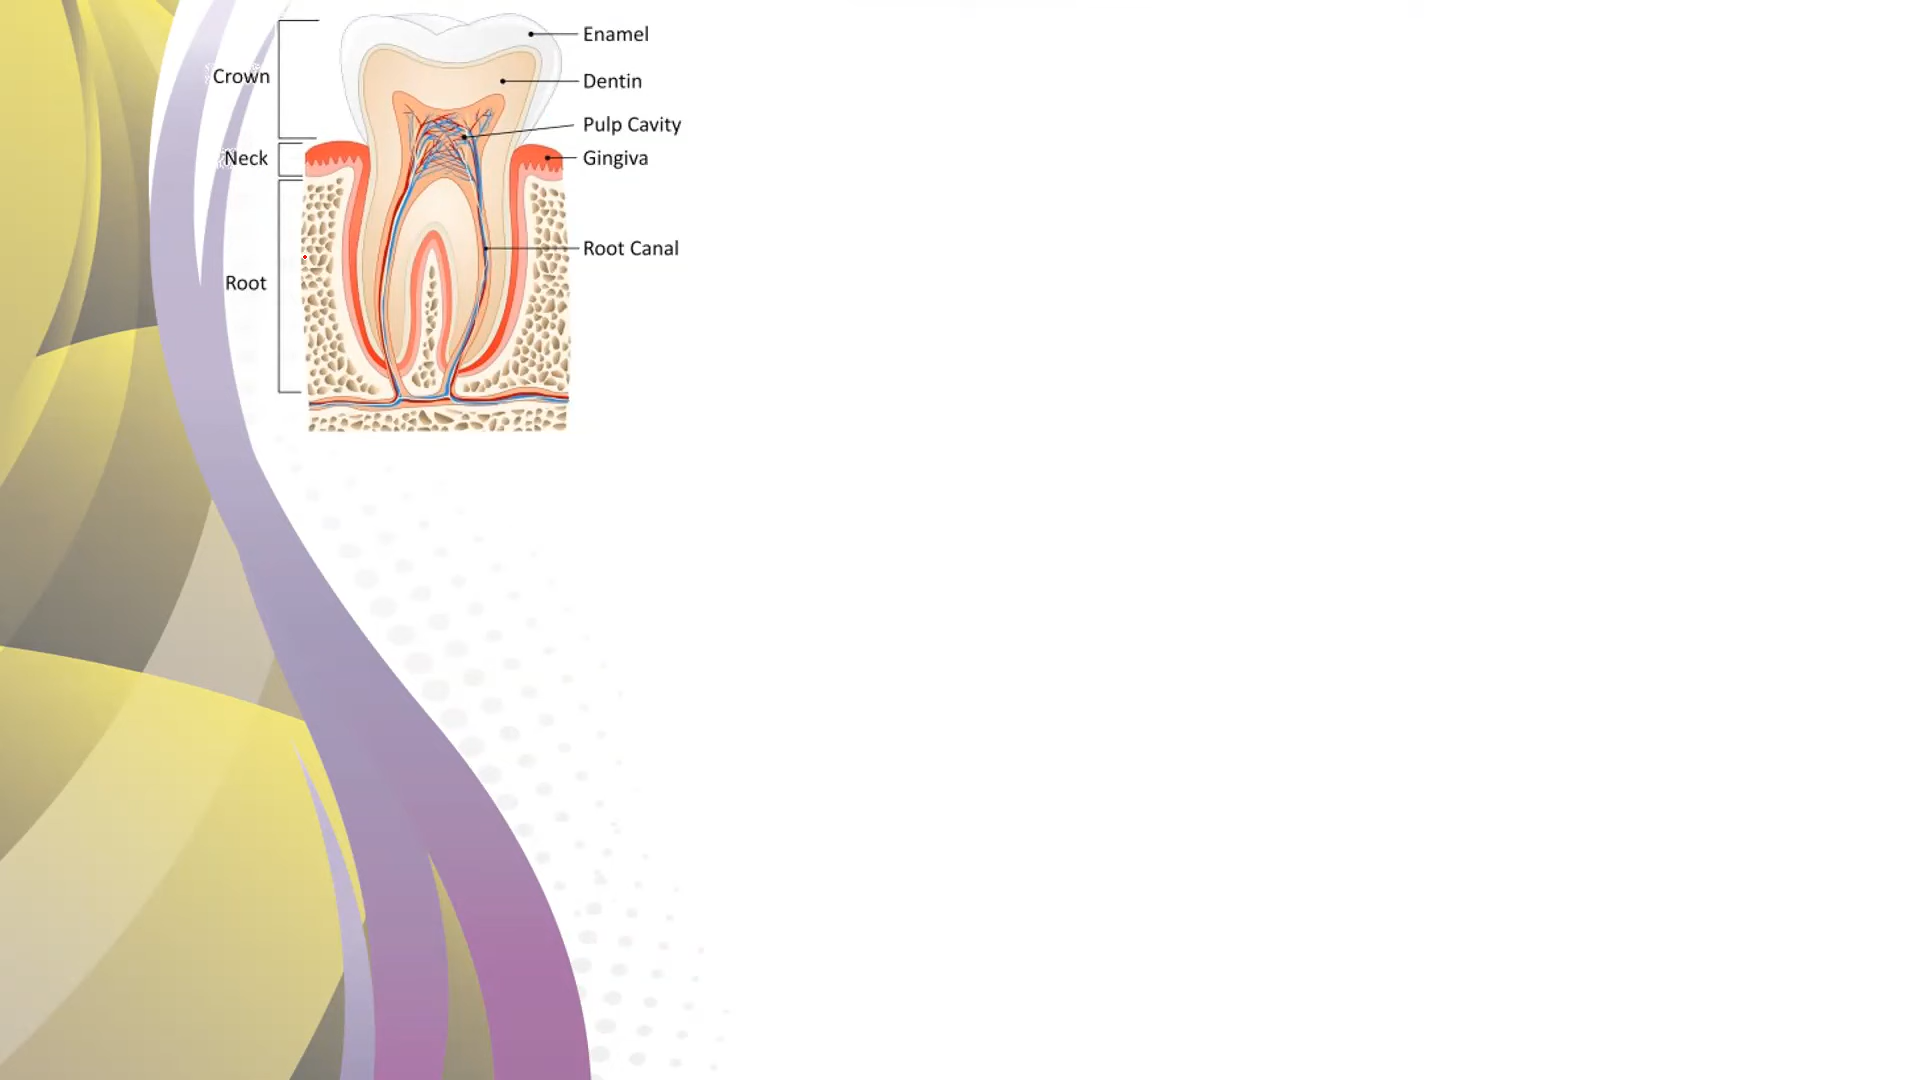 Enamel
Crown
Dentin
Pulp Cavity
Neck
Gingiva
Root Canal
Root